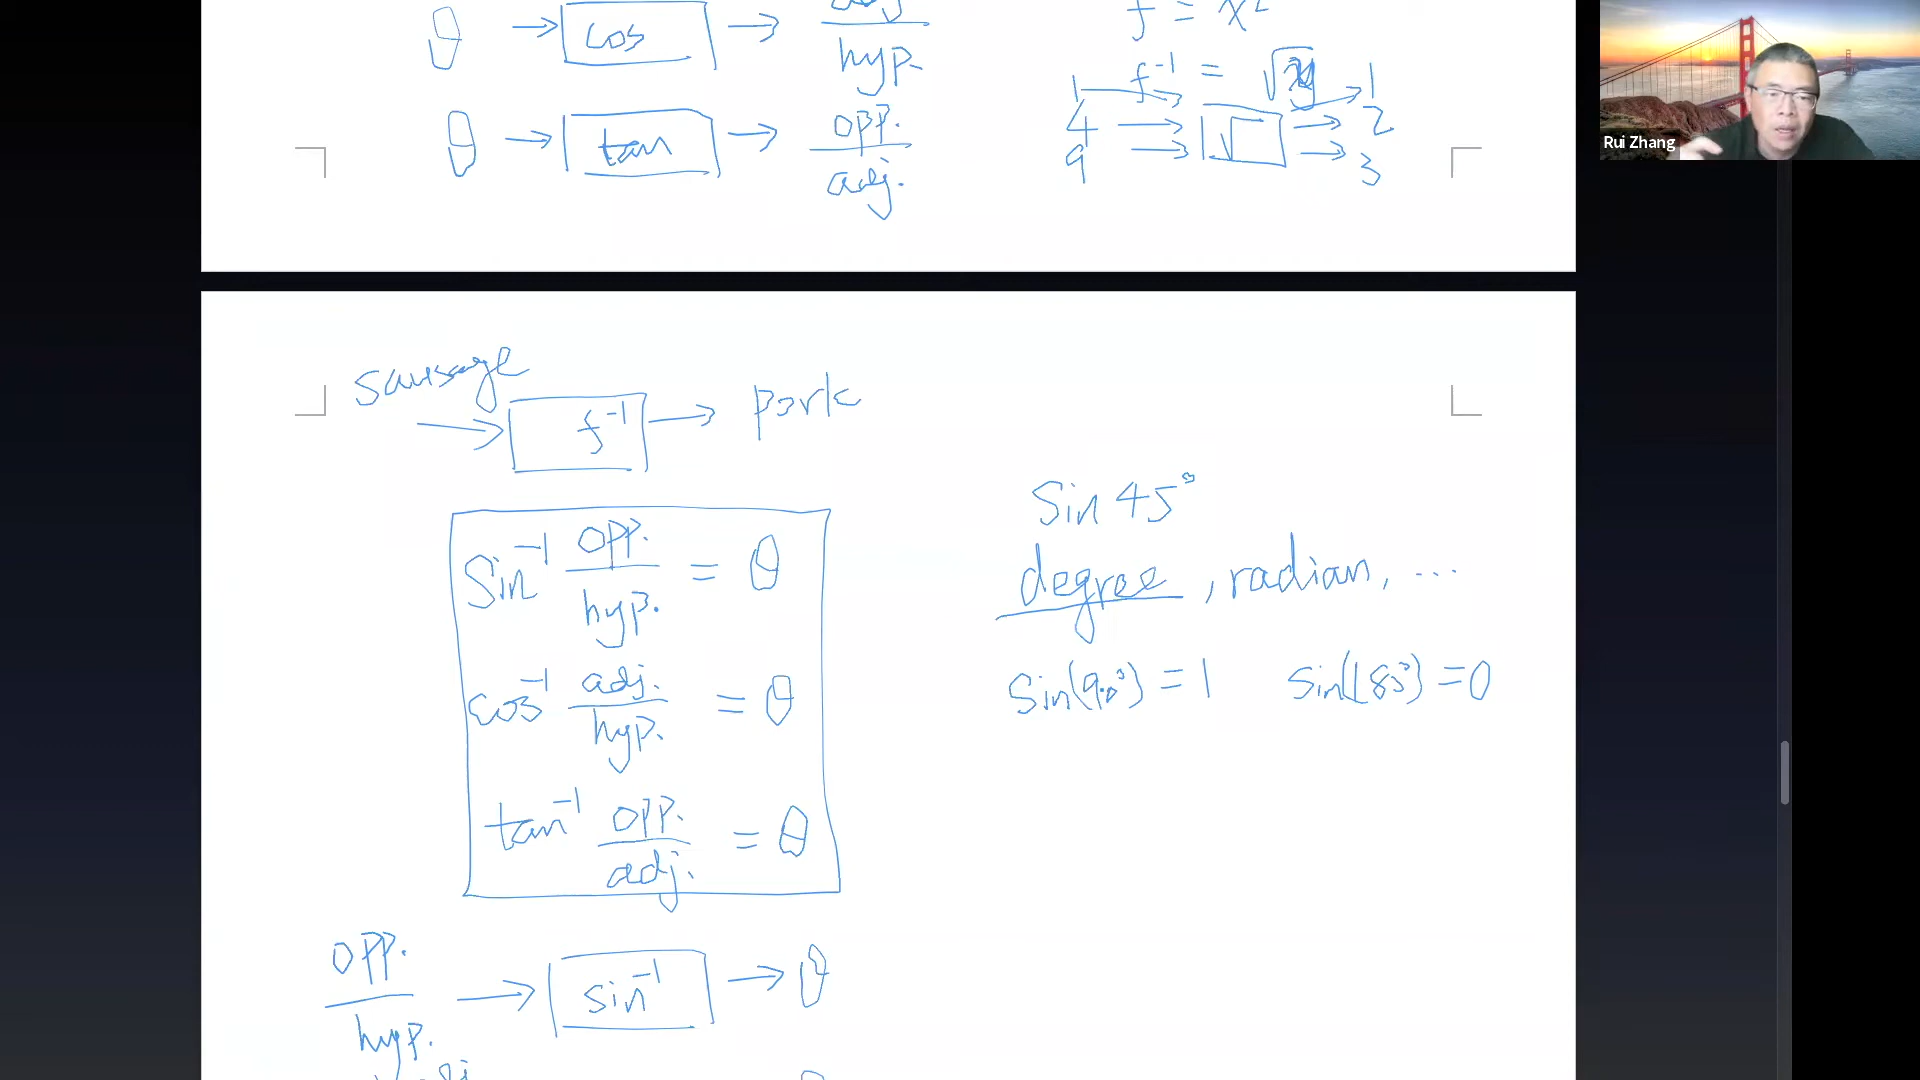 θ → cos → adj / hyp.
θ → tan → opp. / adj.
f = x²
f⁻¹ = √
1 → → 1
4 → √ → 2
9 → → 3
Rui Zhang
sausage → f⁻¹ → pork
sin⁻¹ opp. / hyp. = θ
cos⁻¹ adj. / hyp. = θ
tan⁻¹ opp. / adj. = θ
sin 45°
degree, radian, ...
sin(90°) = 1 sin(180°) = 0
opp. / hyp. → sin⁻¹ → θ